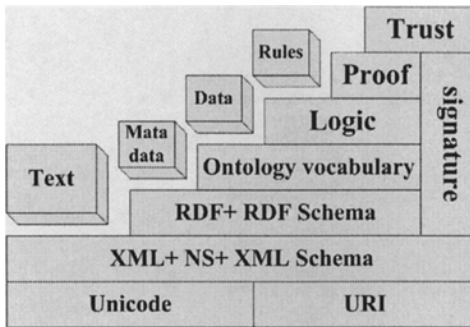 Trust
Rules
Proof
Data
Logic
signature
Mata
data
Ontology vocabulary
Text
RDF+ RDF Schema
XML+ NS+ XML Schema
Unicode
URI